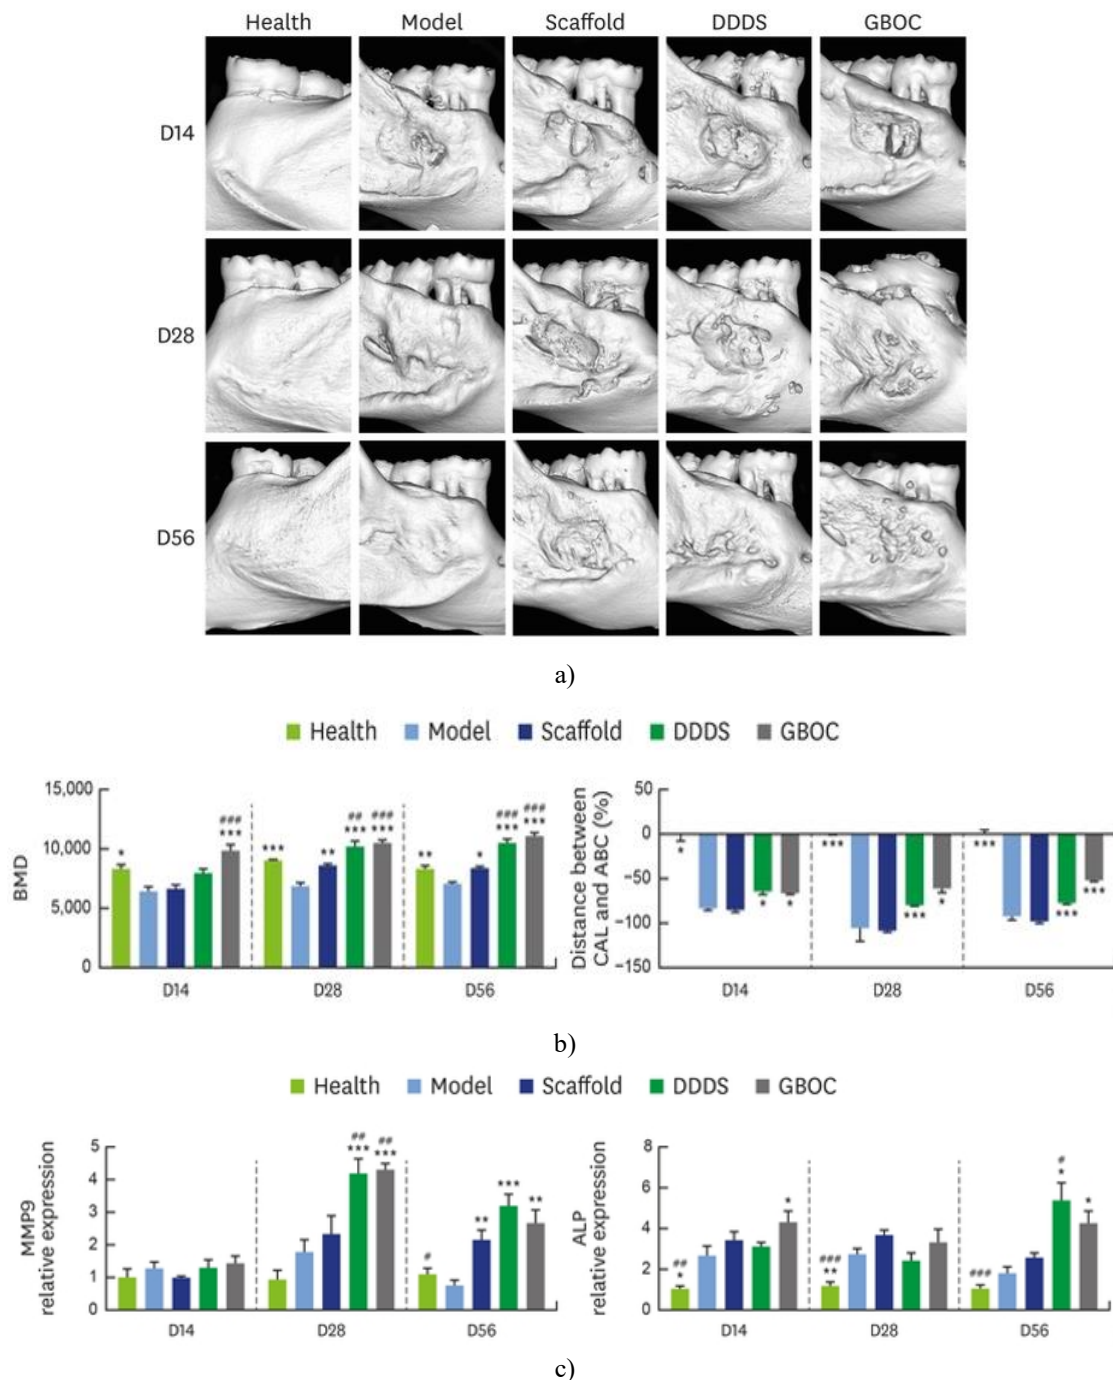 Health Model Scaffold DDDS GBOC
D14
D28
D56
a)
Health Model Scaffold DDDS GBOC
BMD
15,000
10,000
5,000
0
* ### ***
*** ** ## *** ### ***
** * ### *** ### ***
D14 D28 D56
Distance between
CAL and ABC (%)
50
0
−50
−100
−150
* * *
*** *** *
*** *** ***
D14 D28 D56
b)
Health Model Scaffold DDDS GBOC
MMP9
relative expression
5
4
3
2
1
0
## *** ## ***
# ** *** **
D14 D28 D56
ALP
relative expression
8
6
4
2
0
## * *
### **
### # * *
D14 D28 D56
c)